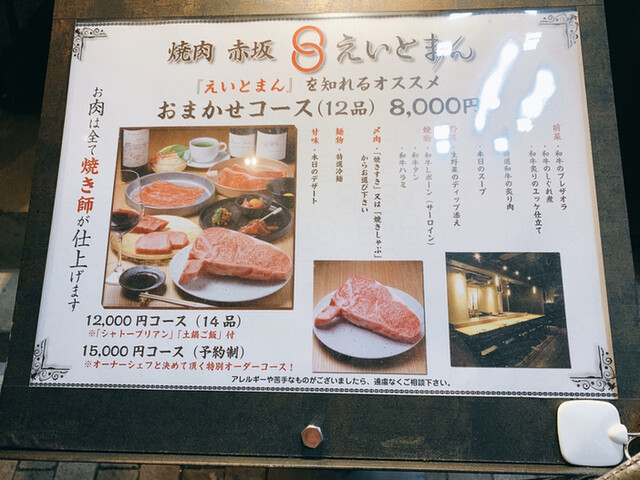 焼肉 赤坂 えいとまん
『えいとまん』を知れるオススメ
おまかせコース(12品) 8,000円
お肉は全て焼き師が仕上げます
前菜・和牛のブレザオラ
・和牛のしぐれ煮
・和牛炙りのユッケ仕立て
和牛の炙り肉
・本日のスープ
・生野菜のディップ添え
焼物・和牛Lボーン(サーロイン)
・和牛タン
・和牛ハラミ
〆肉・「焼きすき」又は「焼きしゃぶ」
からお選び下さい
麺物・特選冷麺
甘味・本日のデザート
12,000円コース(14品)
※「シャトーブリアン」「土鍋ご飯」付
15,000円コース(予約制)
※オーナーシェフと決めて頂く特別オーダーコース!
アレルギーや苦手なものがございましたら、遠慮なくご相談下さい。